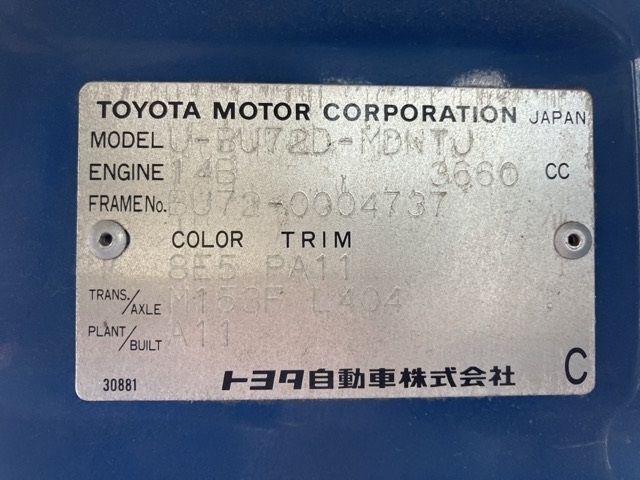 TOYOTA MOTOR CORPORATION JAPAN
MODEL U-BU72D-MDNTJ
ENGINE 14B 3660 CC
FRAME No. BU72-0004737
COLOR TRIM
8E5 PA11
TRANS./AXLE M153F L404
PLANT/BUILT A11
30881 トヨタ自動車株式会社 C